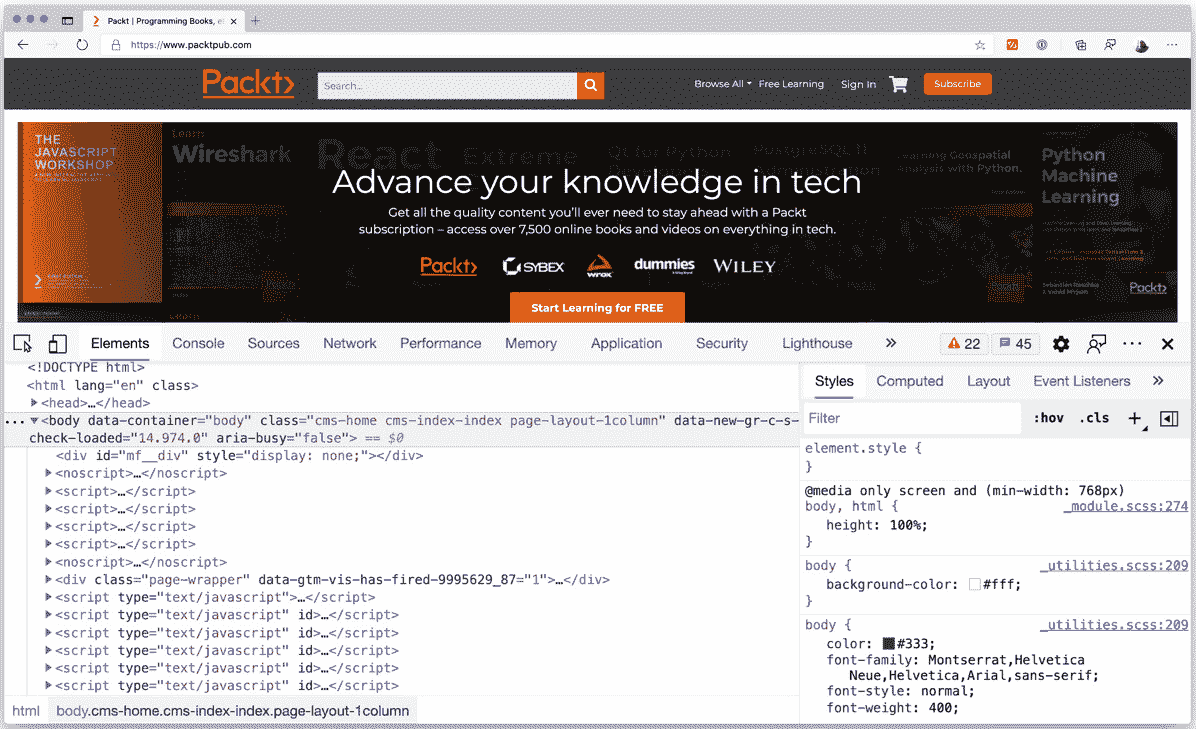 Packt | Programming Books, e
https://www.packtpub.com
Packt
Search...
Browse All
Free Learning
Sign In
Subscribe
THE
JAVASCRIPT
WORKSHOP
Learn
Wireshark
React
Extreme
Qt for Python
PostgreSQL 11
Learning Geospatial
Analysis with Python.
Python
Machine
Learning
Advance your knowledge in tech
Get all the quality content you'll ever need to stay ahead with a Packt
subscription – access over 7,500 online books and videos on everything in tech.
Packt
SYBEX
wrox
dummies
WILEY
Packt
Learn
Start Learning for FREE
Elements Console Sources Network Performance Memory Application Security Lighthouse » 22 45
<!DOCTYPE html>
<html lang="en" class>
<head>…</head>
<body data-container="body" class="cms-home cms-index-index page-layout-1column" data-new-gr-c-s-
check-loaded="14.974.0" aria-busy="false"> == $0
<div id="mf__div" style="display: none;"></div>
<noscript>…</noscript>
<script>…</script>
<script>…</script>
<script>…</script>
<script>…</script>
<noscript>…</noscript>
<div class="page-wrapper" data-gtm-vis-has-fired-9995629_87="1">…</div>
<script type="text/javascript">…</script>
<script type="text/javascript" id>…</script>
<script type="text/javascript" id>…</script>
<script type="text/javascript" id>…</script>
<script type="text/javascript" id>…</script>
<script type="text/javascript" id>…</script>
html body.cms-home.cms-index-index.page-layout-1column
Styles Computed Layout Event Listeners »
Filter :hov .cls +
element.style {
}
@media only screen and (min-width: 768px)
body, html { _module.scss:274
height: 100%;
}
body { _utilities.scss:209
background-color: #fff;
}
body { _utilities.scss:209
color: #333;
font-family: Montserrat,Helvetica
Neue,Helvetica,Arial,sans-serif;
font-style: normal;
font-weight: 400;